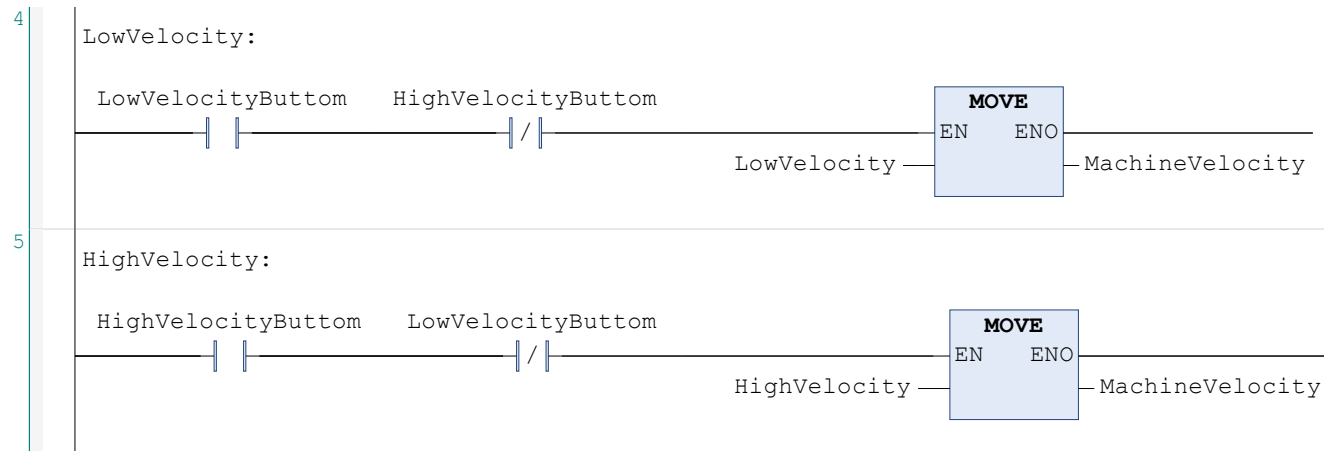 4
LowVelocity:
LowVelocityButtom HighVelocityButtom
MOVE
EN ENO
LowVelocity MachineVelocity
5
HighVelocity:
HighVelocityButtom LowVelocityButtom
MOVE
EN ENO
HighVelocity MachineVelocity